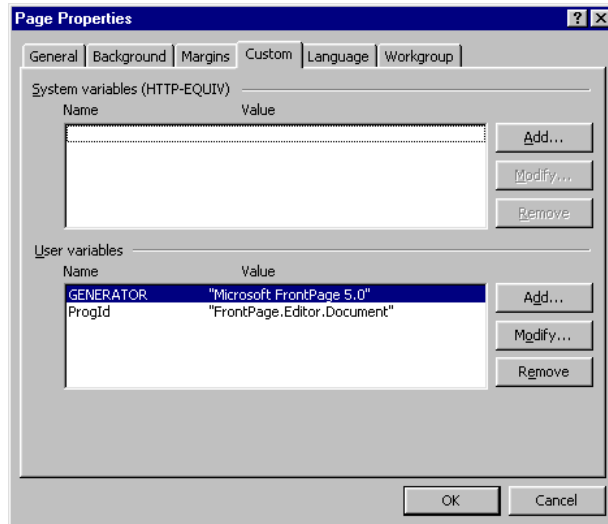 Page Properties
General Background Margins Custom Language Workgroup
System variables (HTTP-EQUIV)
Name Value
Add...
Modify...
Remove
User variables
Name Value
GENERATOR "Microsoft FrontPage 5.0"
ProgId "FrontPage.Editor.Document"
Add...
Modify...
Remove
OK Cancel